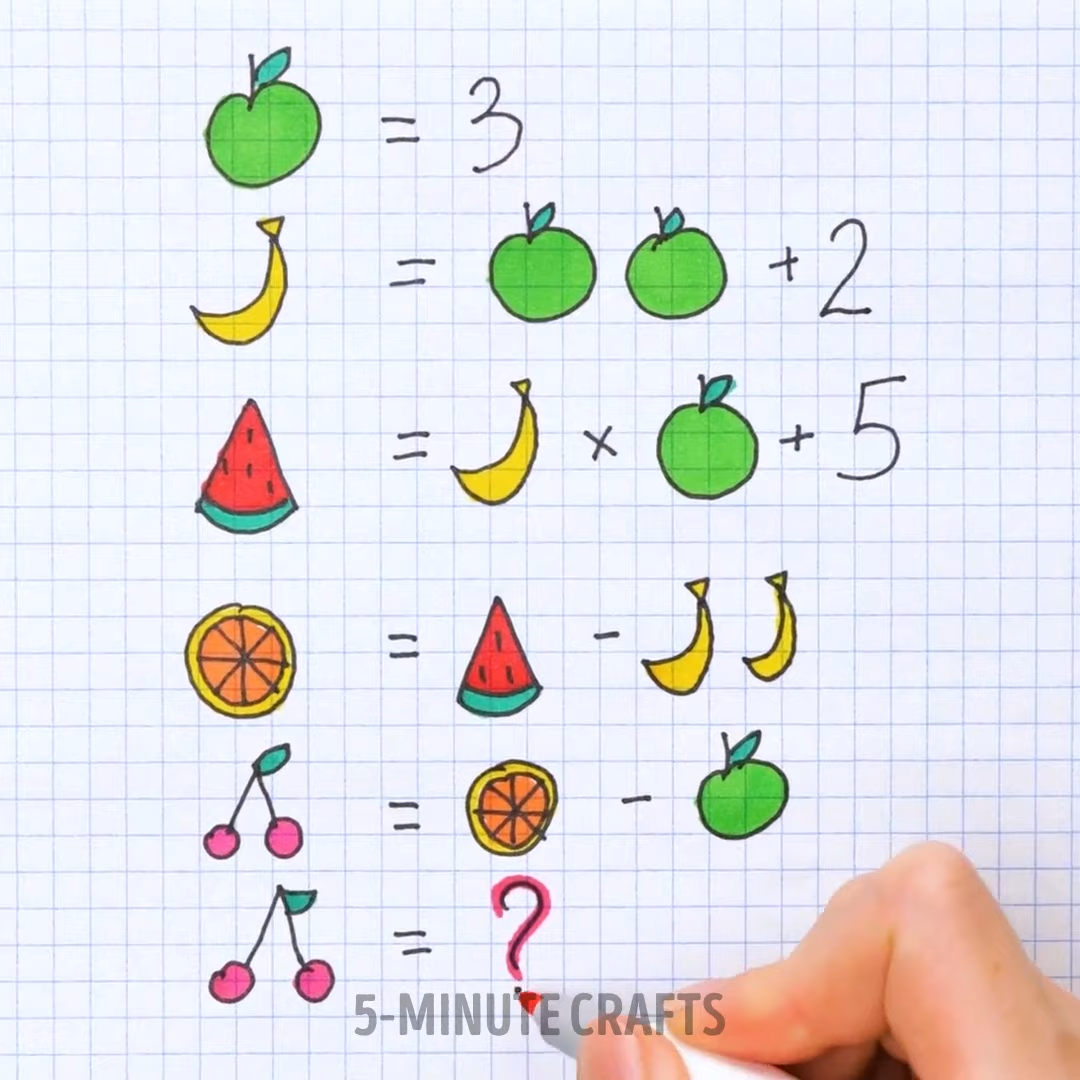 = 3
= + 2
= × + 5
= -
= -
= ?
5-MINUTE CRAFTS